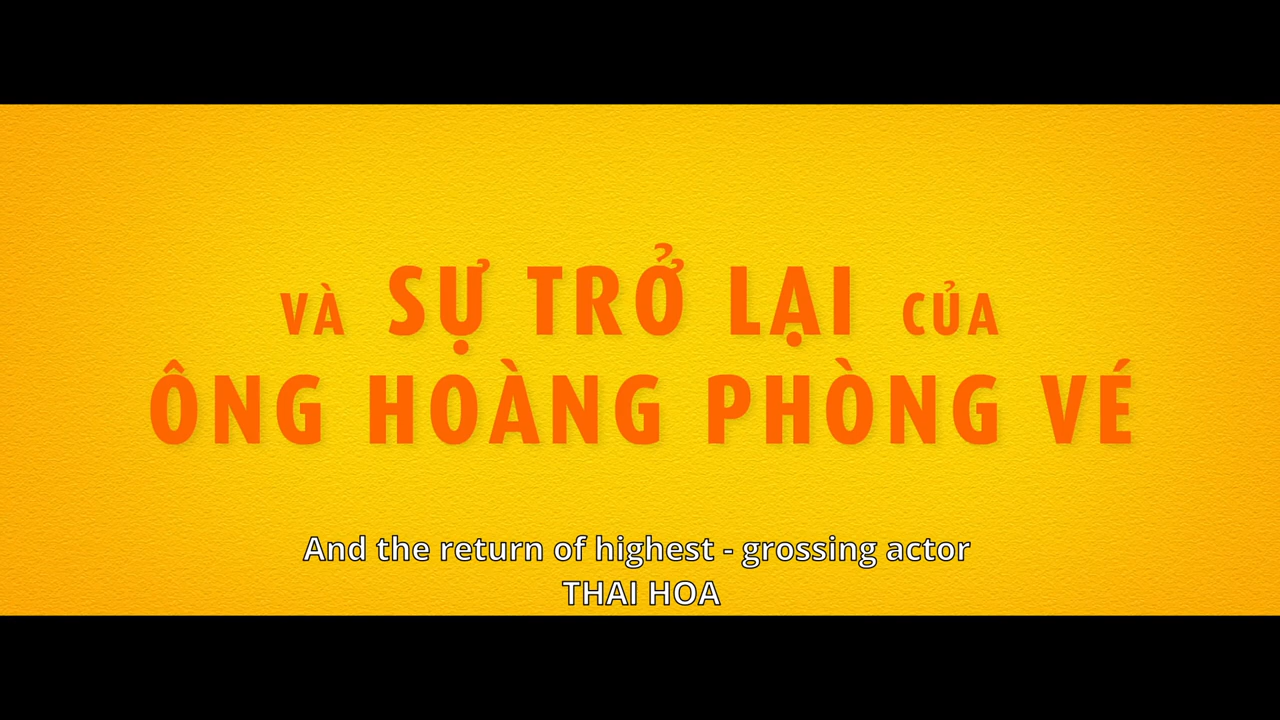 VÀ SỰ TRỞ LẠI CỦA
ÔNG HOÀNG PHÒNG VÉ
And the return of highest - grossing actor
THAI HOA